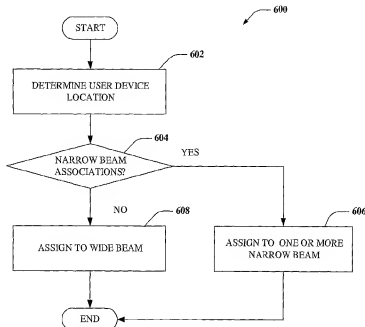 600
START
602
DETERMINE USER DEVICE
LOCATION
604
NARROW BEAM
ASSOCIATIONS?
YES
NO
608
606
ASSIGN TO WIDE BEAM
ASSIGN TO ONE OR MORE
NARROW BEAM
END